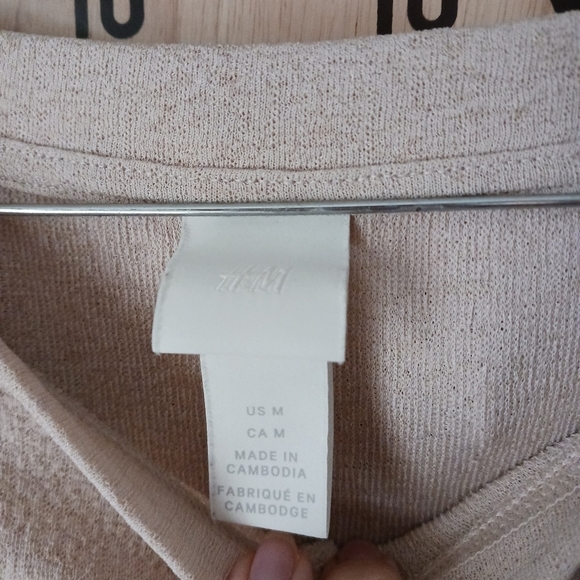 H&M
US M
CA M
MADE IN
CAMBODIA
FABRIQUÉ EN
CAMBODGE